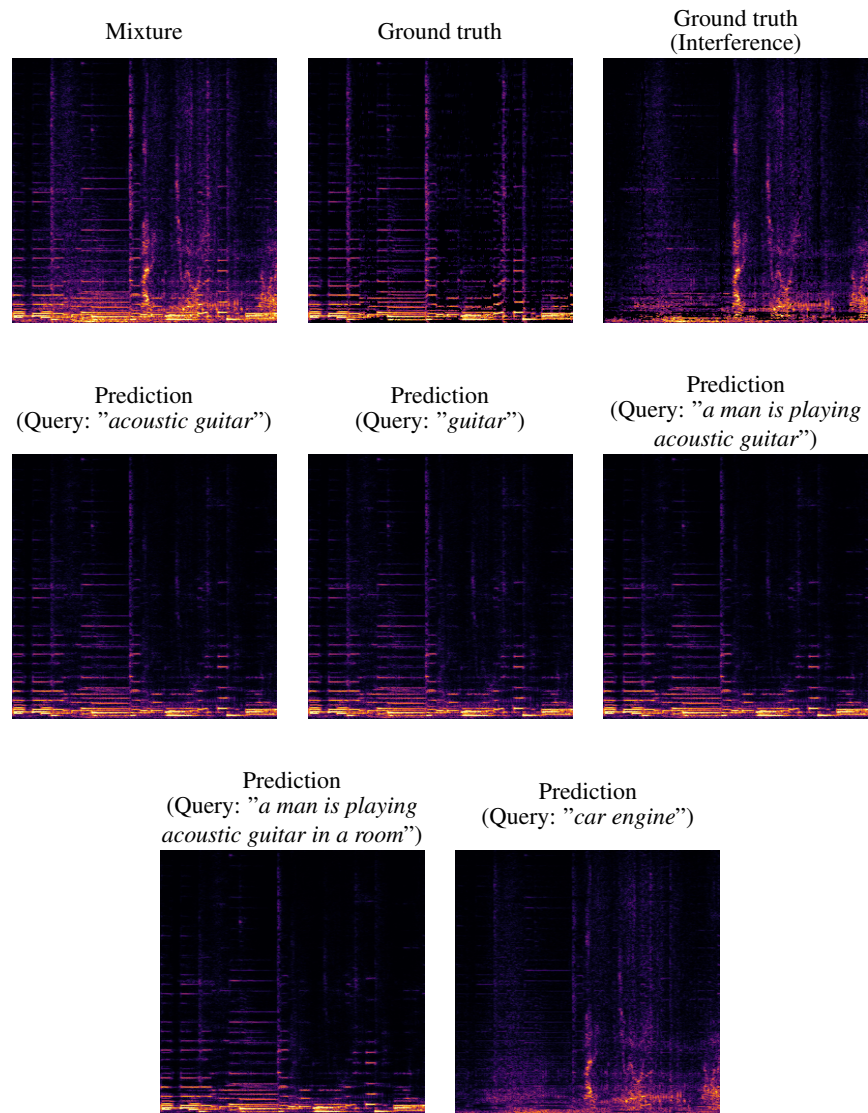 Mixture
Ground truth
Ground truth
(Interference)
Prediction
(Query: ”acoustic guitar”)
Prediction
(Query: ”guitar”)
Prediction
(Query: ”a man is playing
acoustic guitar”)
Prediction
(Query: ”a man is playing
acoustic guitar in a room”)
Prediction
(Query: ”car engine”)